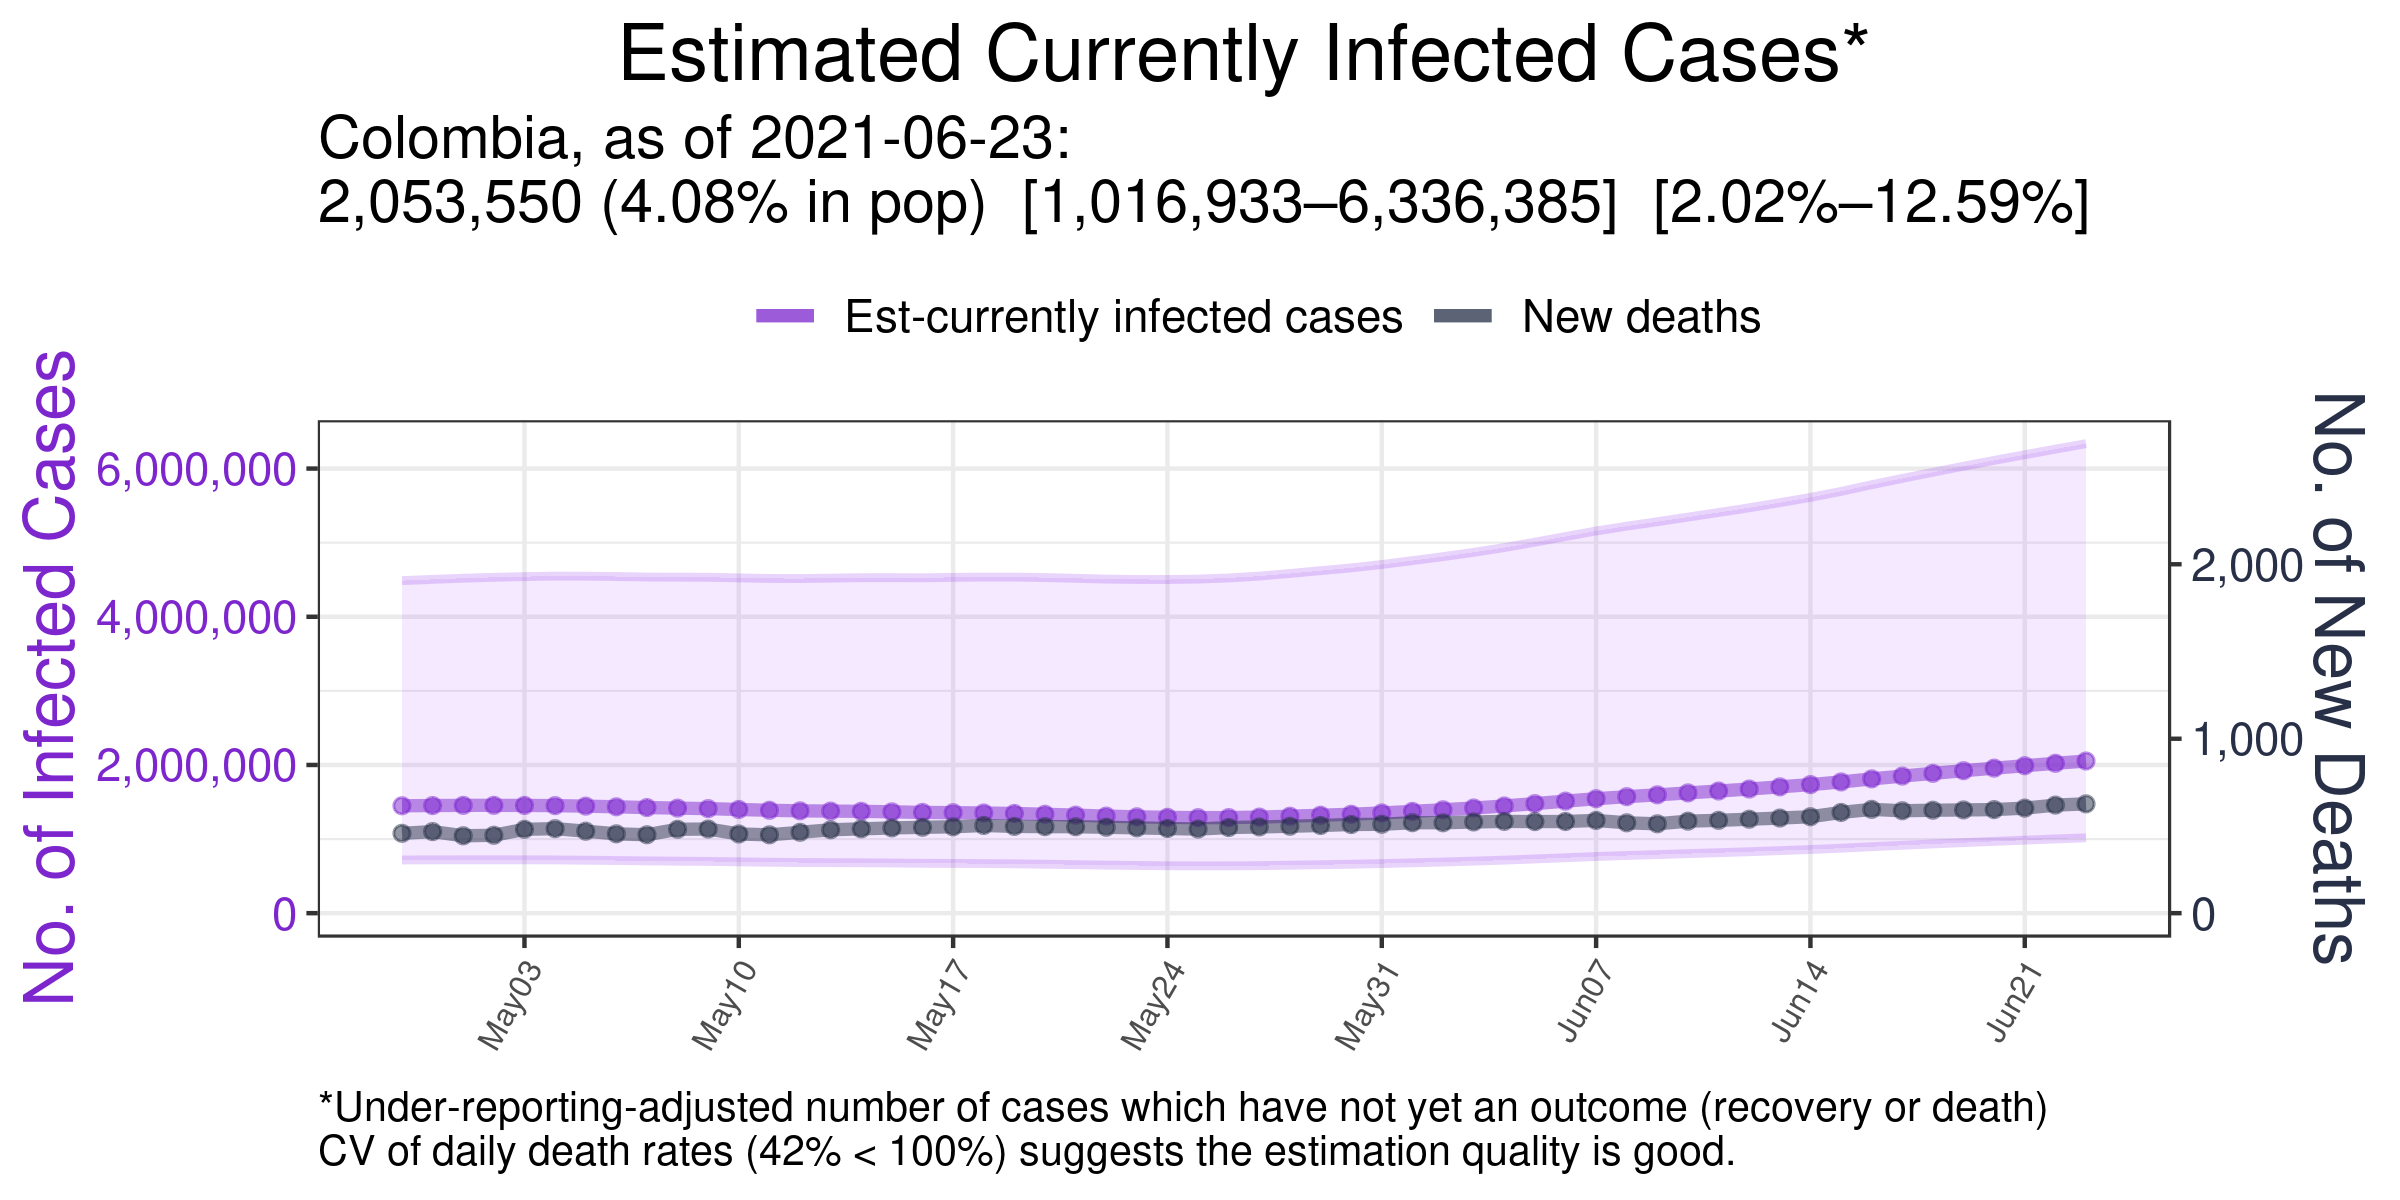 Estimated Currently Infected Cases*
Colombia, as of 2021-06-23:
2,053,550 (4.08% in pop)  [1,016,933–6,336,385]  [2.02%–12.59%]
Est-currently infected cases
New deaths
No. of Infected Cases
6,000,000
4,000,000
2,000,000
0
No. of New Deaths
2,000
1,000
0
May03
May10
May17
May24
May31
Jun07
Jun14
Jun21
*Under-reporting-adjusted number of cases which have not yet an outcome (recovery or death)
CV of daily death rates (42% < 100%) suggests the estimation quality is good.